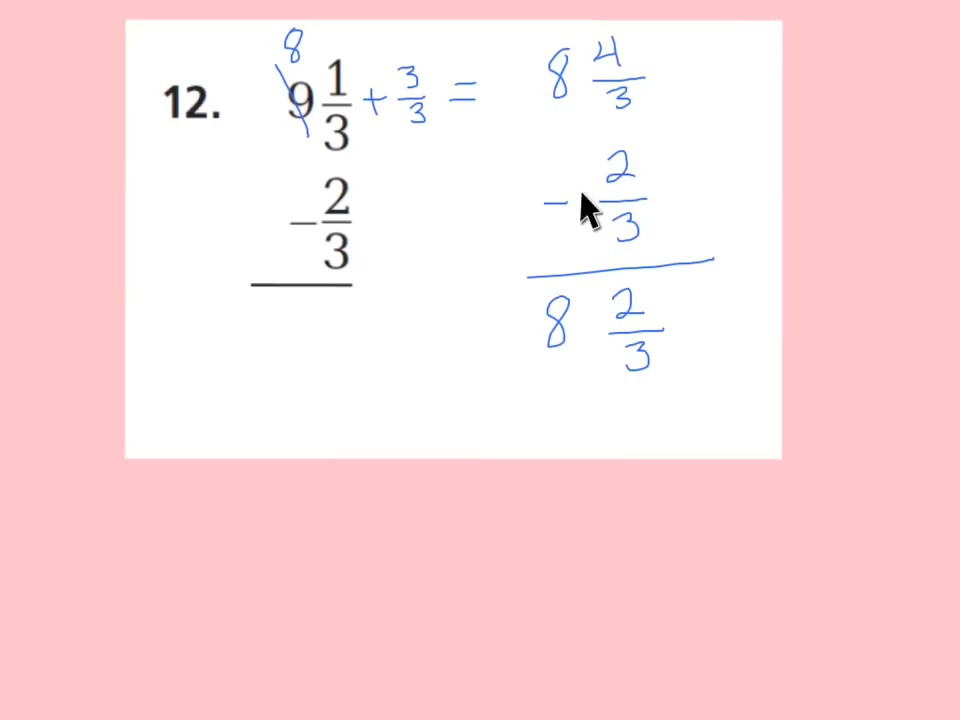 8
12. 9 1/3 + 3/3 = 8 4/3
- 2/3 - 2/3
8 2/3